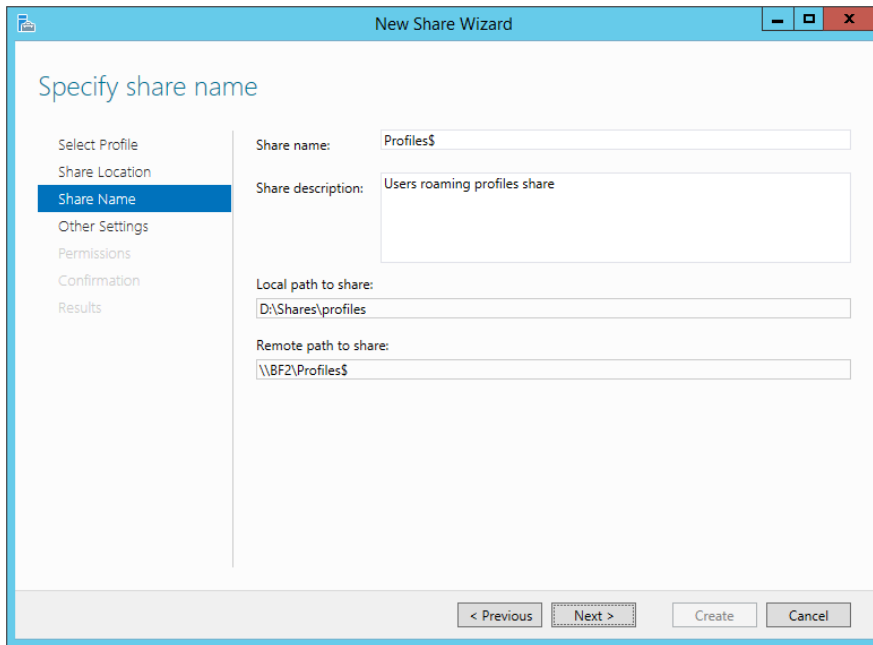 New Share Wizard
Specify share name
Select Profile
Share Location
Share Name
Other Settings
Permissions
Confirmation
Results
Share name:
Profiles$
Share description:
Users roaming profiles share
Local path to share:
D:\Shares\profiles
Remote path to share:
\\BF2\Profiles$
< Previous
Next >
Create
Cancel